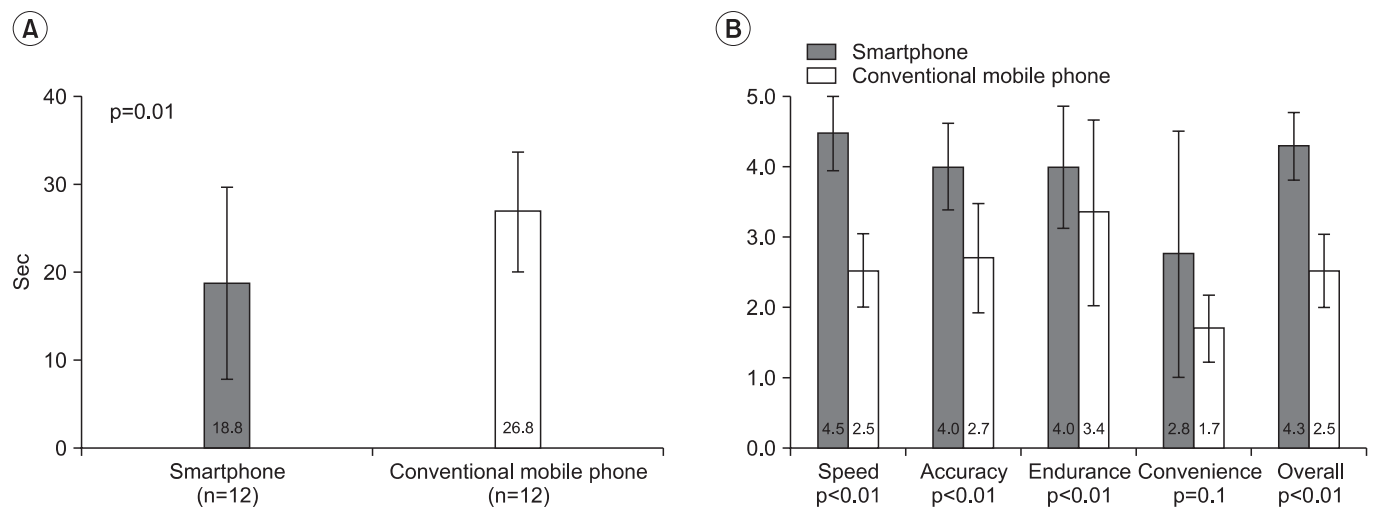 A
40
30
20
10
0
Sec
p=0.01
18.8
26.8
Smartphone
(n=12)
Conventional mobile phone
(n=12)
B
Smartphone
Conventional mobile phone
5.0
4.0
3.0
2.0
1.0
0.0
4.5 2.5 4.0 2.7 4.0 3.4 2.8 1.7 4.3 2.5
Speed Accuracy Endurance Convenience Overall
p<0.01 p<0.01 p<0.01 p=0.1 p<0.01